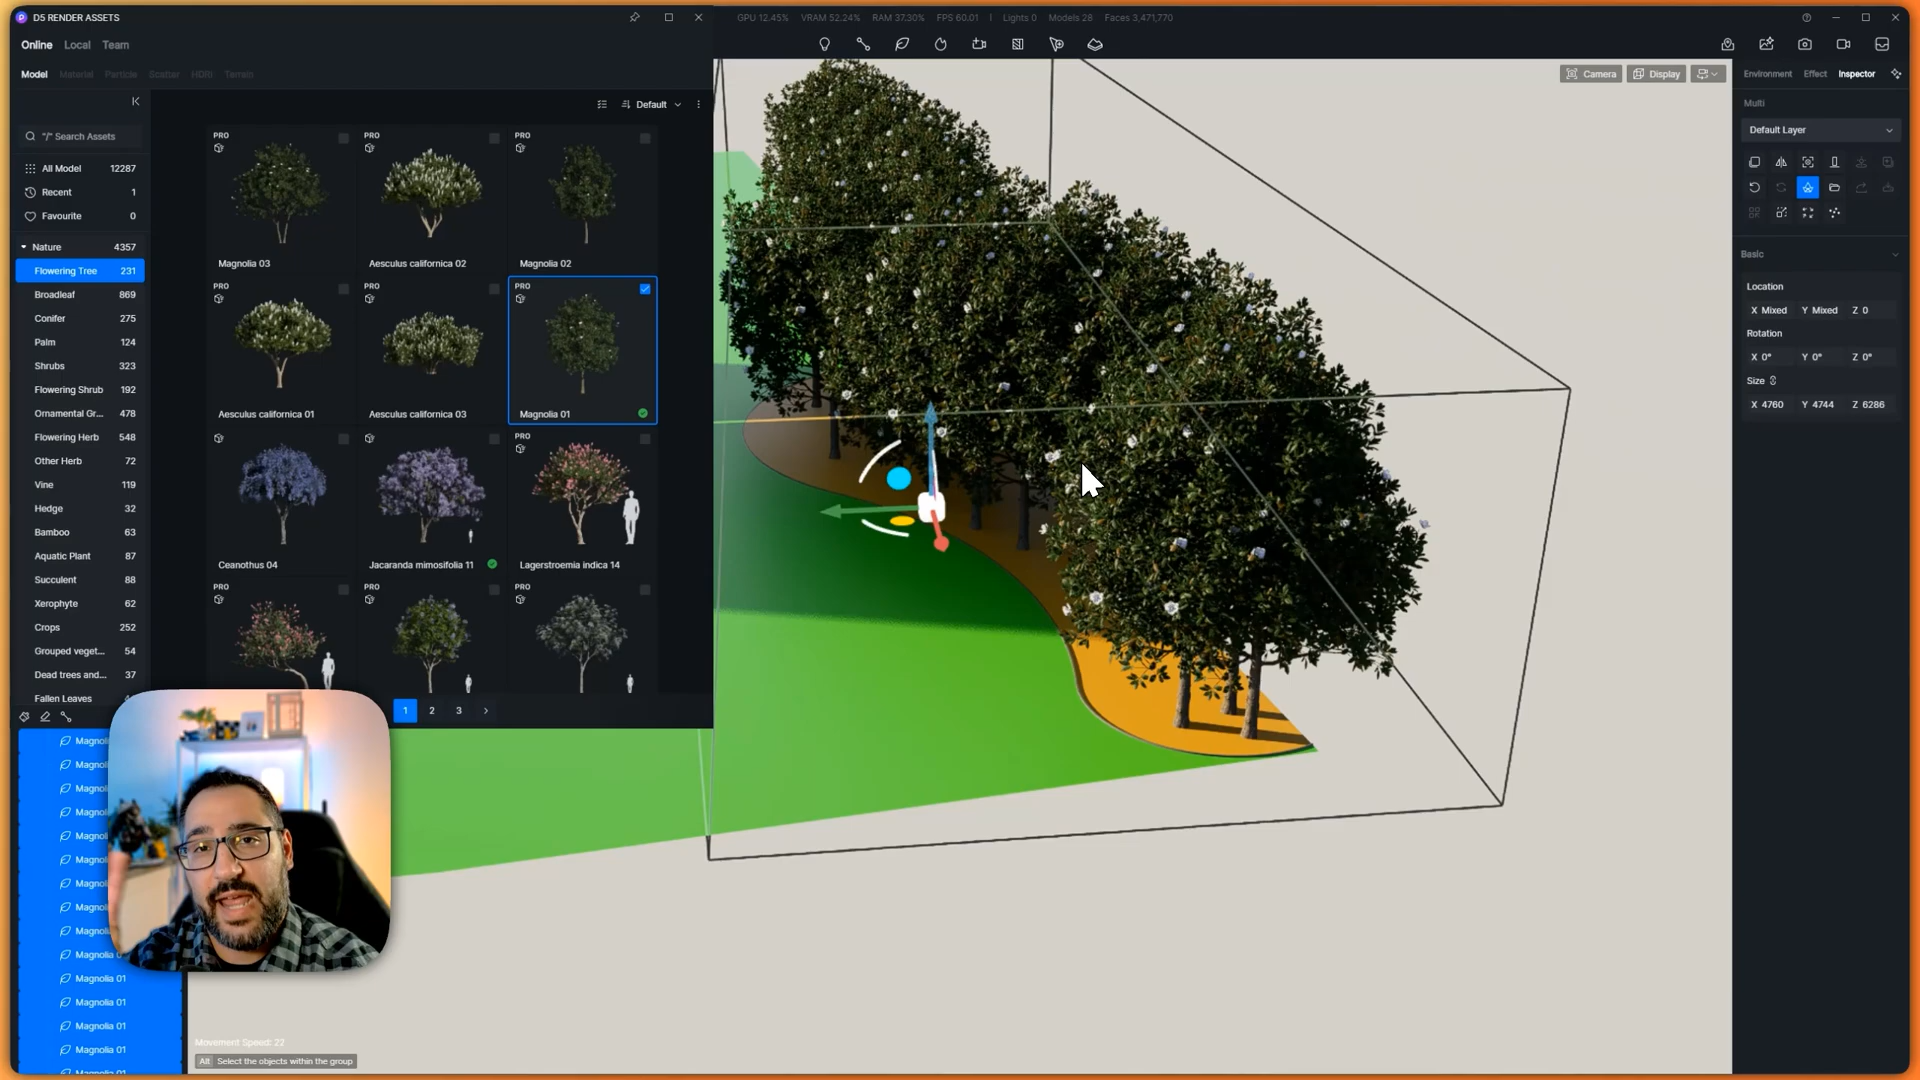 D5 RENDER ASSETS
GPU 12.45% VRAM 52.24% RAM 37.30% FPS 60.01 | Lights 0 Models 28 Faces 3,471,770
Online Local Team
Model Material Particle Scatter HDRI Terrain
Camera Display
Environment Effect Inspector
Multi
Default
Default Layer
"/" Search Assets
All Model 12287
Recent 1
Favourite 0
Nature 4357
Flowering Tree 231
Broadleaf 869
Conifer 275
Palm 124
Shrubs 323
Flowering Shrub 192
Ornamental Gr... 478
Flowering Herb 548
Other Herb 72
Vine 119
Hedge 32
Bamboo 63
Aquatic Plant 87
Succulent 88
Xerophyte 62
Crops 252
Grouped veget... 54
Dead trees and... 37
Fallen Leaves
PRO PRO PRO
Magnolia 03 Aesculus californica 02 Magnolia 02
PRO PRO PRO
Aesculus californica 01 Aesculus californica 03 Magnolia 01
PRO
Ceanothus 04 Jacaranda mimosifolia 11 Lagerstroemia indica 14
PRO PRO PRO
1 2 3
Basic
Location
X Mixed Y Mixed Z 0
Rotation
X 0° Y 0° Z 0°
Size
X 4760 Y 4744 Z 6286
Magnolia 01
Magnolia 01
Magnolia 01
Magnolia 01
Magnolia 01
Movement Speed: 22
Alt Select the objects within the group